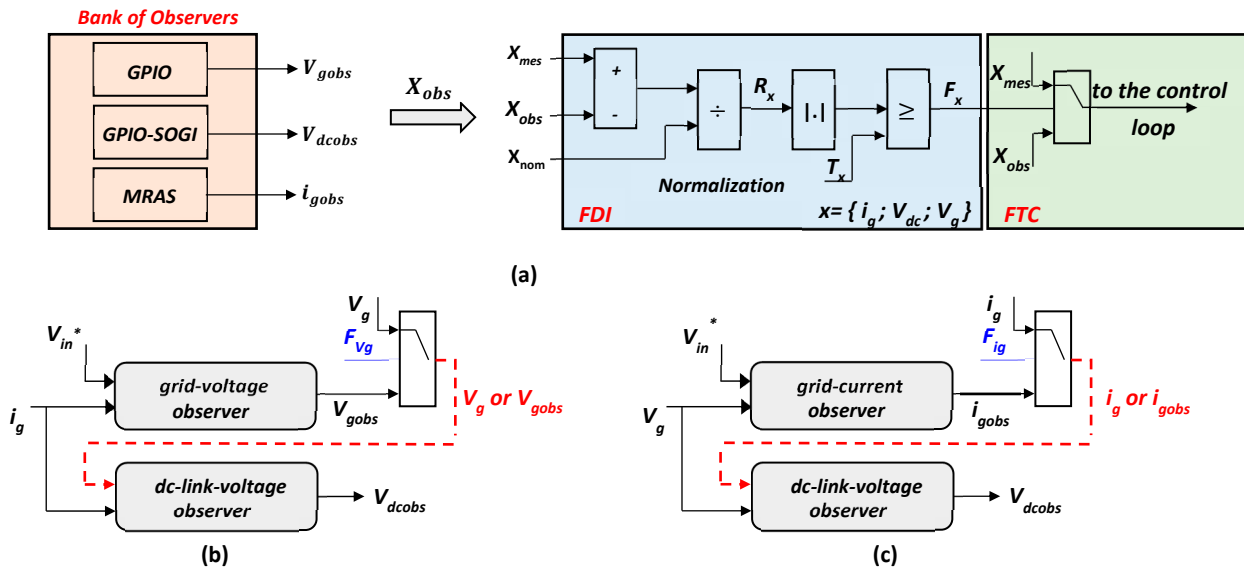 Bank of Observers
GPIO
V_gobs
GPIO-SOGI
V_dcobs
MRAS
i_gobs
X_obs
X_mes
X_obs
X_nom
+
-
÷
R_x
|.|
≥
F_x
T_x
Normalization
x= { i_g ; V_dc ; V_g }
FDI
X_mes
to the control
loop
X_obs
FTC
(a)
V_g
V_in*
F_Vg
grid-voltage
observer
V_gobs
V_g or V_gobs
i_g
dc-link-voltage
observer
V_dcobs
(b)
i_g
V_in*
F_ig
grid-current
observer
i_gobs
i_g or i_gobs
V_g
dc-link-voltage
observer
V_dcobs
(c)